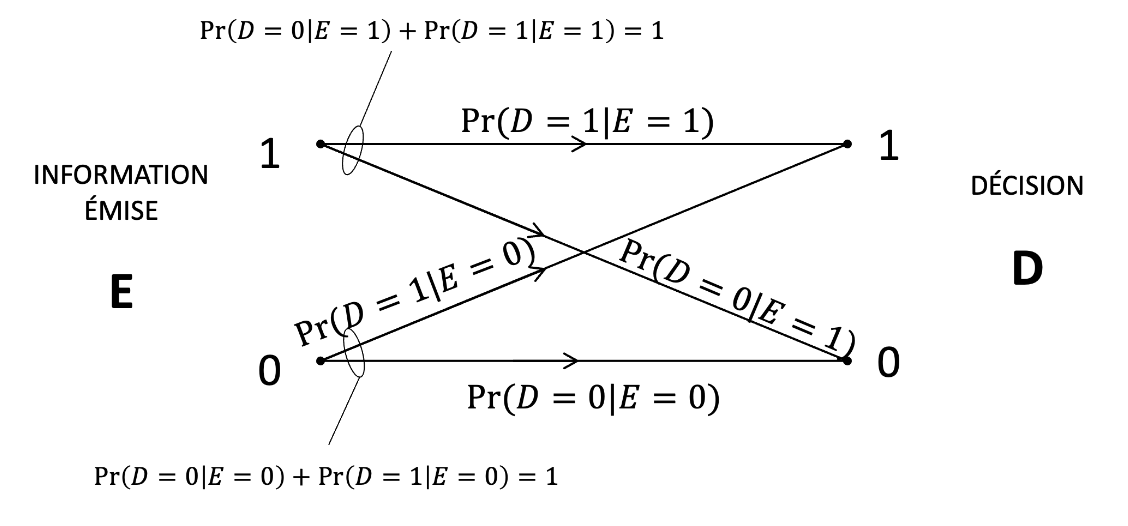 Pr(𝐷 = 0|𝐸 = 1) + Pr(𝐷 = 1|𝐸 = 1) = 1
Pr(𝐷 = 1|𝐸 = 1)
1
1
INFORMATION
ÉMISE
DÉCISION
E
D
Pr(𝐷 = 1|𝐸 = 0)
Pr(𝐷 = 0|𝐸 = 1)
0
0
Pr(𝐷 = 0|𝐸 = 0)
Pr(𝐷 = 0|𝐸 = 0) + Pr(𝐷 = 1|𝐸 = 0) = 1